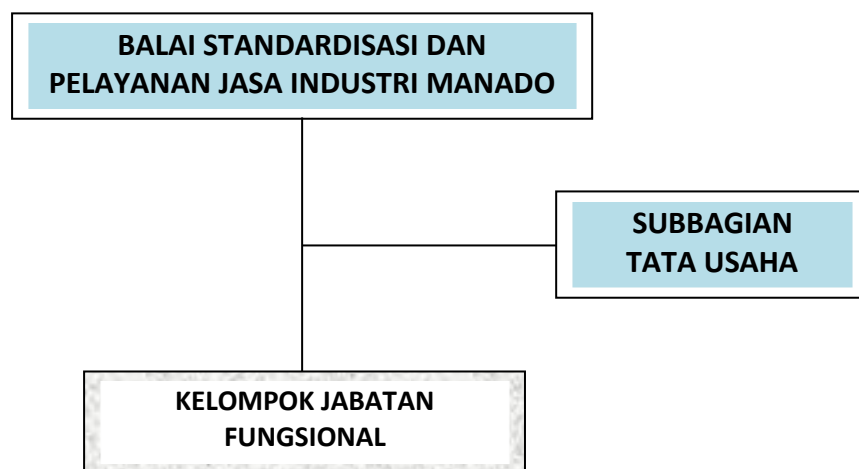 BALAI STANDARDISASI DAN
PELAYANAN JASA INDUSTRI MANADO
SUBBAGIAN
TATA USAHA
KELOMPOK JABATAN
FUNGSIONAL